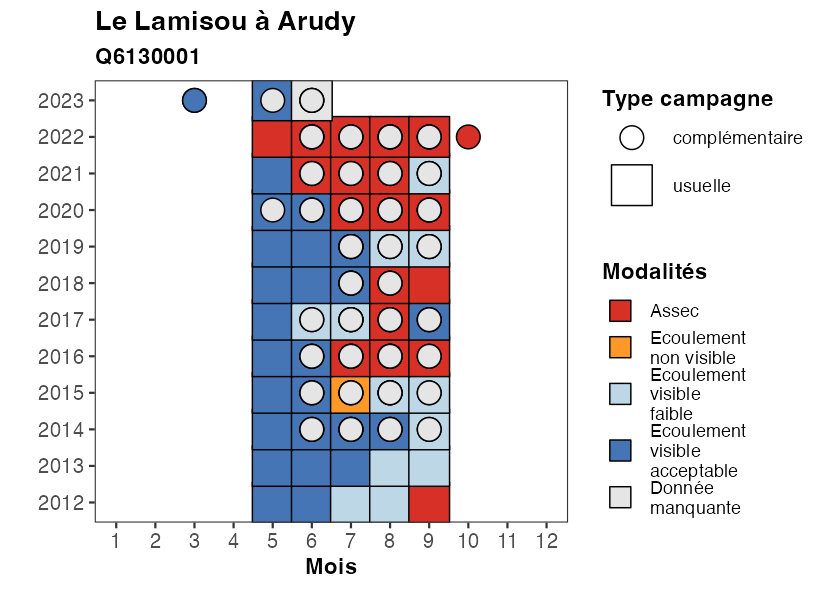 Le Lamisou à Arudy
Q6130001
2023
2022
2021
2020
2019
2018
2017
2016
2015
2014
2013
2012
1 2 3 4 5 6 7 8 9 10 11 12
Mois
Type campagne
complémentaire
usuelle
Modalités
Assec
Ecoulement
non visible
Ecoulement
visible
faible
Ecoulement
visible
acceptable
Donnée
manquante